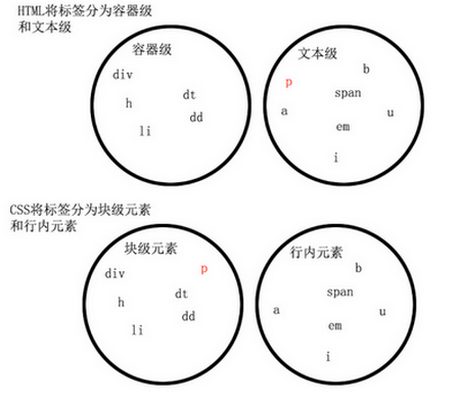 HTML将标签分为容器级
和文本级
容器级
div
h
dt
dd
li
文本级
b
p
span
a
u
em
i
CSS将标签分为块级元素
和行内元素
块级元素
div
p
h
dt
dd
li
行内元素
b
span
a
u
em
i